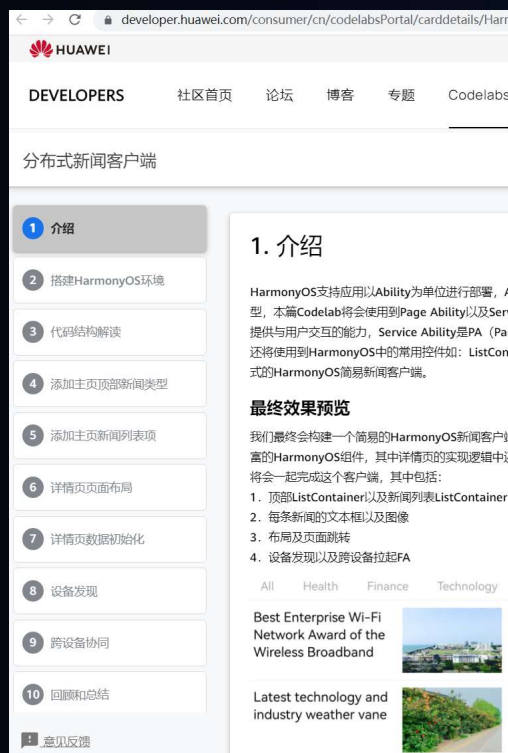 developer.huawei.com/consumer/cn/codelabsPortal/carddetails/Harm
HUAWEI
DEVELOPERS 社区首页 论坛 博客 专题 Codelabs
分布式新闻客户端
1 介绍
2 搭建HarmonyOS环境
3 代码结构解读
4 添加主页顶部新闻类型
5 添加主页新闻列表项
6 详情页页面布局
7 详情页数据初始化
8 设备发现
9 跨设备协同
10 回顾和总结
意见反馈
1. 介绍
HarmonyOS支持应用以Ability为单位进行部署，A
型，本篇Codelab将会使用到Page Ability以及Serv
提供与用户交互的能力，Service Ability是PA（Pa
还将使用到HarmonyOS中的常用控件如：ListCon
式的HarmonyOS简易新闻客户端。
最终效果预览
我们最终会构建一个简易的HarmonyOS新闻客户端
富的HarmonyOS组件，其中详情页的实现逻辑中还
将会一起完成这个客户端，其中包括：
1. 顶部ListContainer以及新闻列表ListContainer
2. 每条新闻的文本框以及图像
3. 布局及页面跳转
4. 设备发现以及跨设备拉起FA
All Health Finance Technology
Best Enterprise Wi-Fi
Network Award of the
Wireless Broadband
Latest technology and
industry weather vane